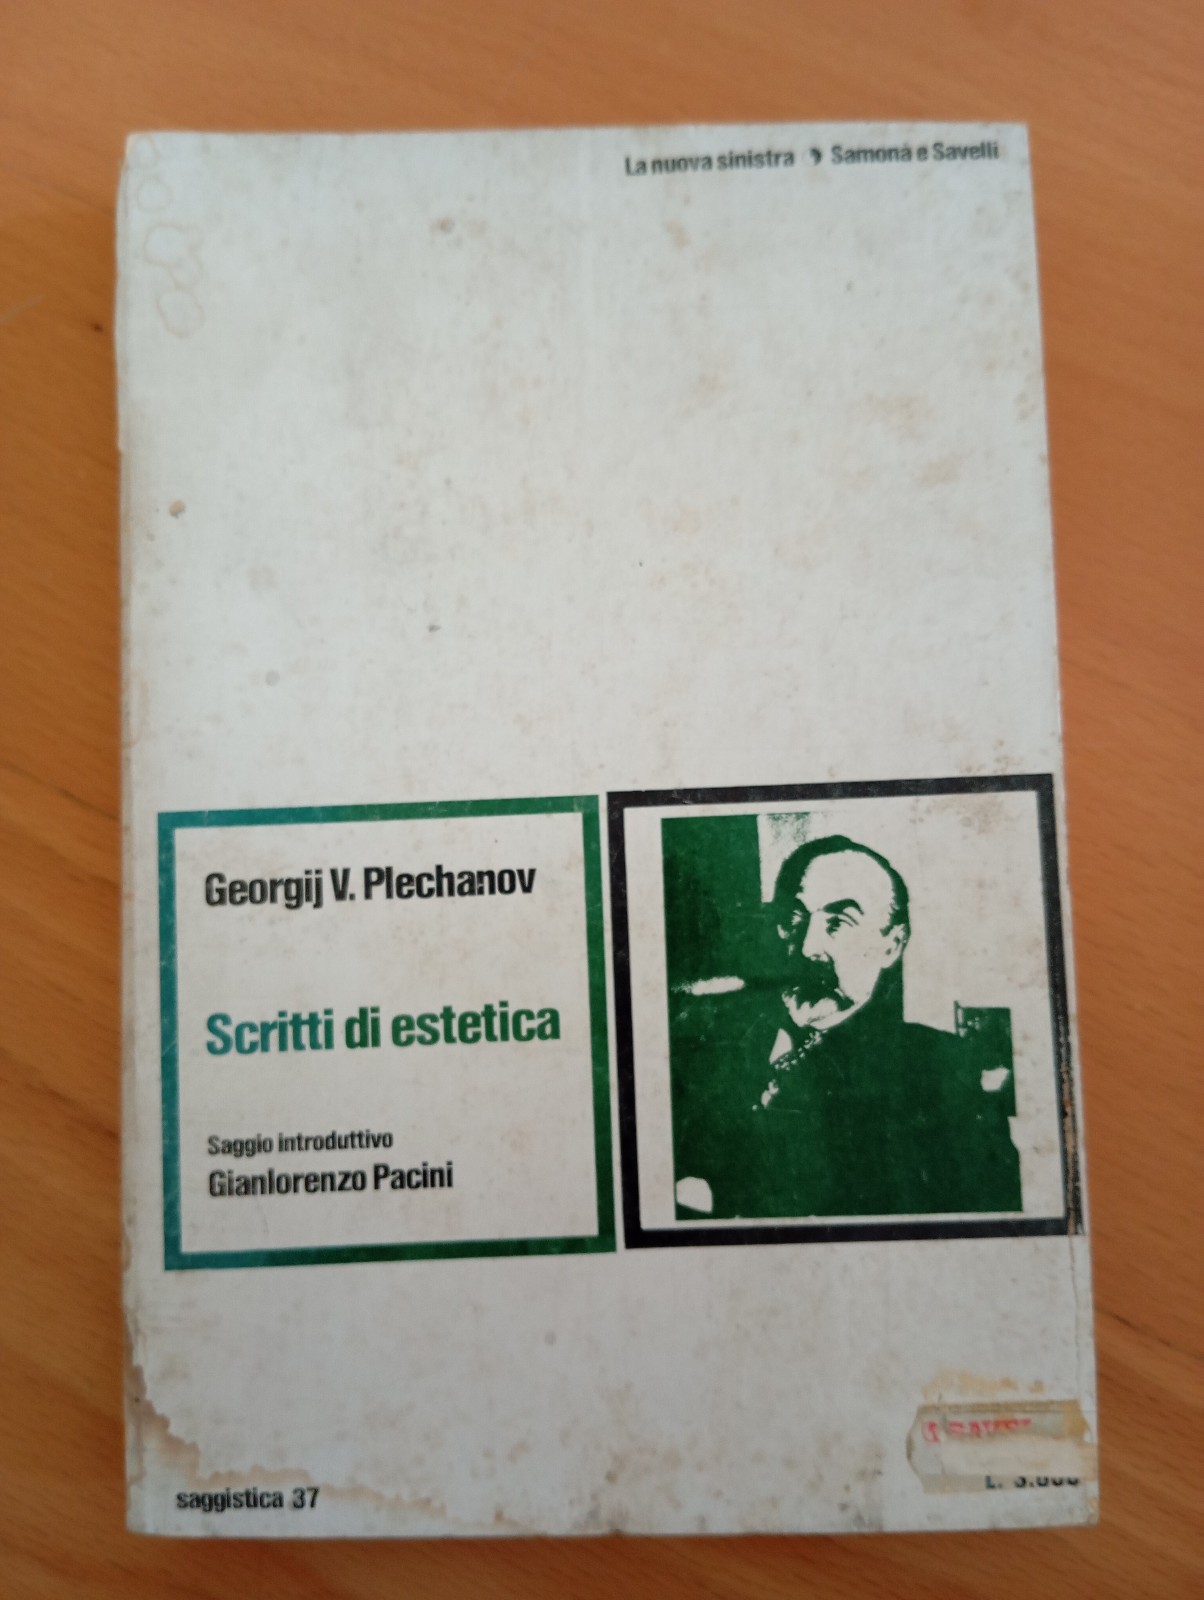 La nuova sinistra Samonà e Savelli
Georgij V. Plechanov
Scritti di estetica
Saggio introduttivo
Gianlorenzo Pacini
saggistica 37
L.